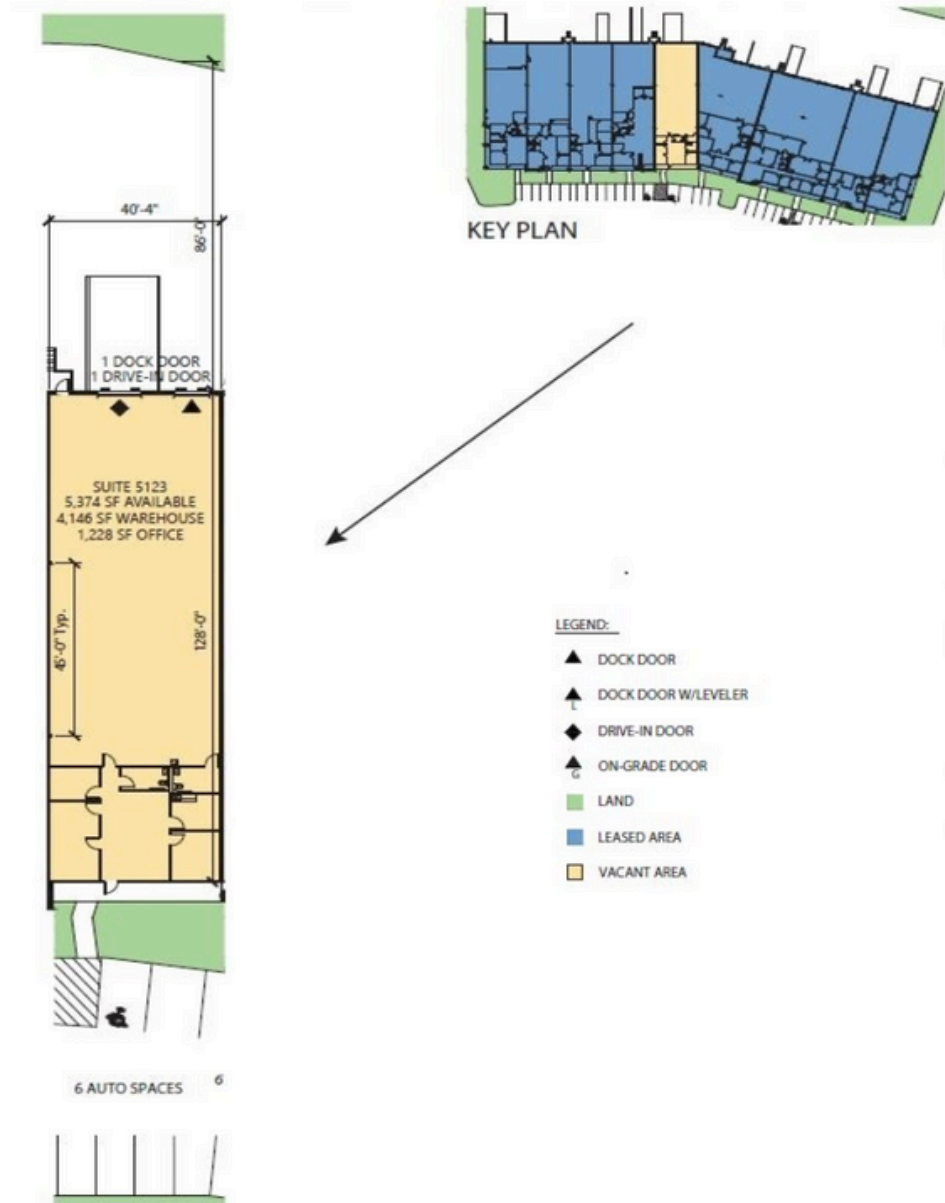 KEY PLAN
40'-4"
86'-0"
1 DOCK DOOR
1 DRIVE-IN DOOR
SUITE 5123
5,374 SF AVAILABLE
4,146 SF WAREHOUSE
1,228 SF OFFICE
45'-0" Typ.
128'-0"
LEGEND:
DOCK DOOR
L DOCK DOOR W/LEVELER
DRIVE-IN DOOR
G ON-GRADE DOOR
LAND
LEASED AREA
VACANT AREA
6 AUTO SPACES
6